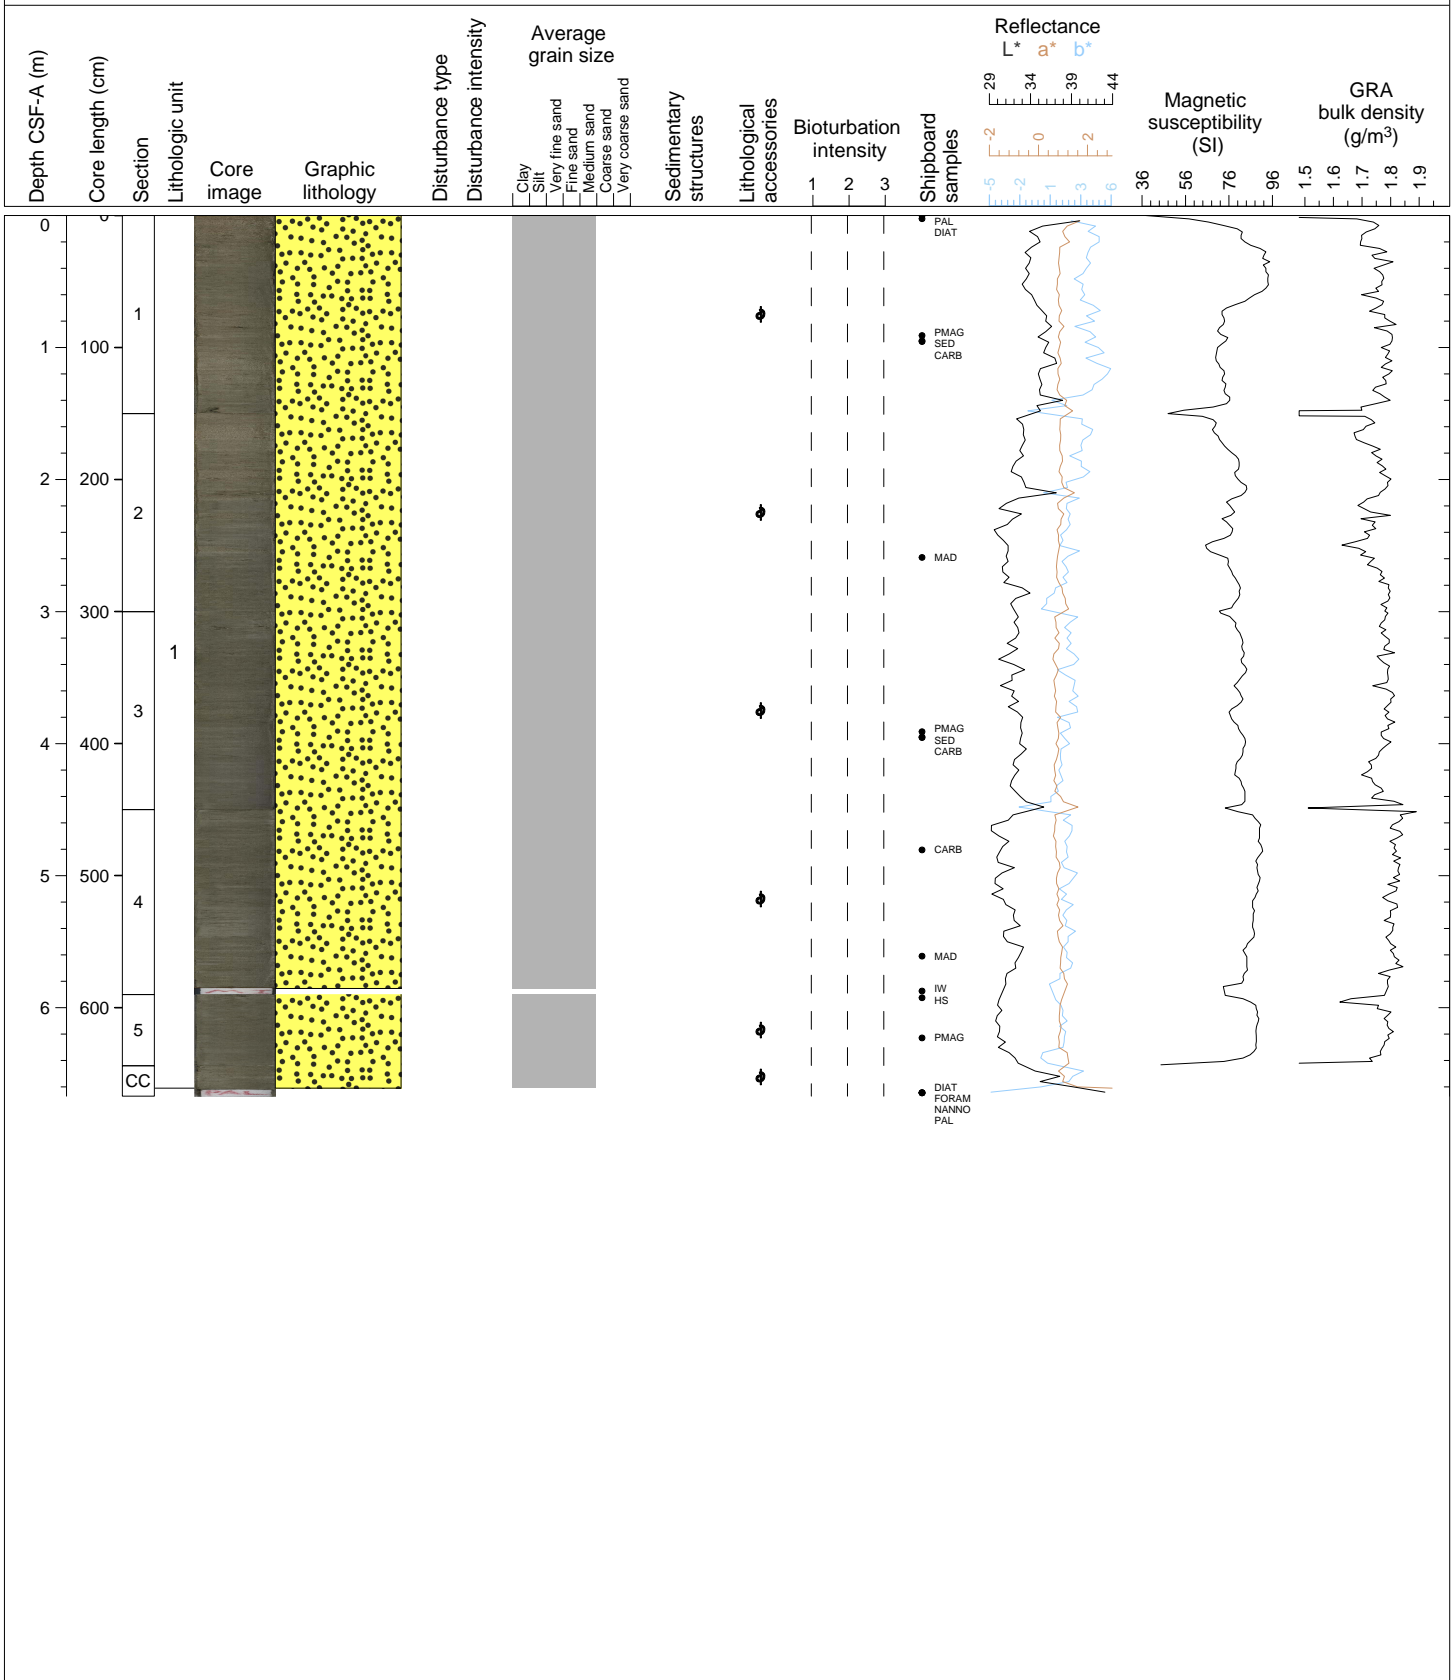 Depth CSF-A (m)
Core length (cm)
Section
Lithologic unit
Core
image
Graphic
lithology
Disturbance type
Disturbance intensity
Average
grain size
Clay
Silt
Very fine sand
Fine sand
Medium sand
Coarse sand
Very coarse sand
Sedimentary
structures
Lithological
accessories
Bioturbation
intensity
1 2 3
Shipboard
samples
Reflectance
L* a* b*
29 34 39 44
-2 0 2
-5 -2 1 3 6
Magnetic
susceptibility
(SI)
36 56 76 96
GRA
bulk density
(g/m3)
1.5 1.6 1.7 1.8 1.9
0 0
PAL
DIAT
1
PMAG
1 100 SED
CARB
2 200
2
MAD
3 300
1
3
PMAG
4 400 SED
CARB
CARB
5 500
4
MAD
IW
6 600 HS
5
PMAG
CC
DIAT
FORAM
NANNO
PAL